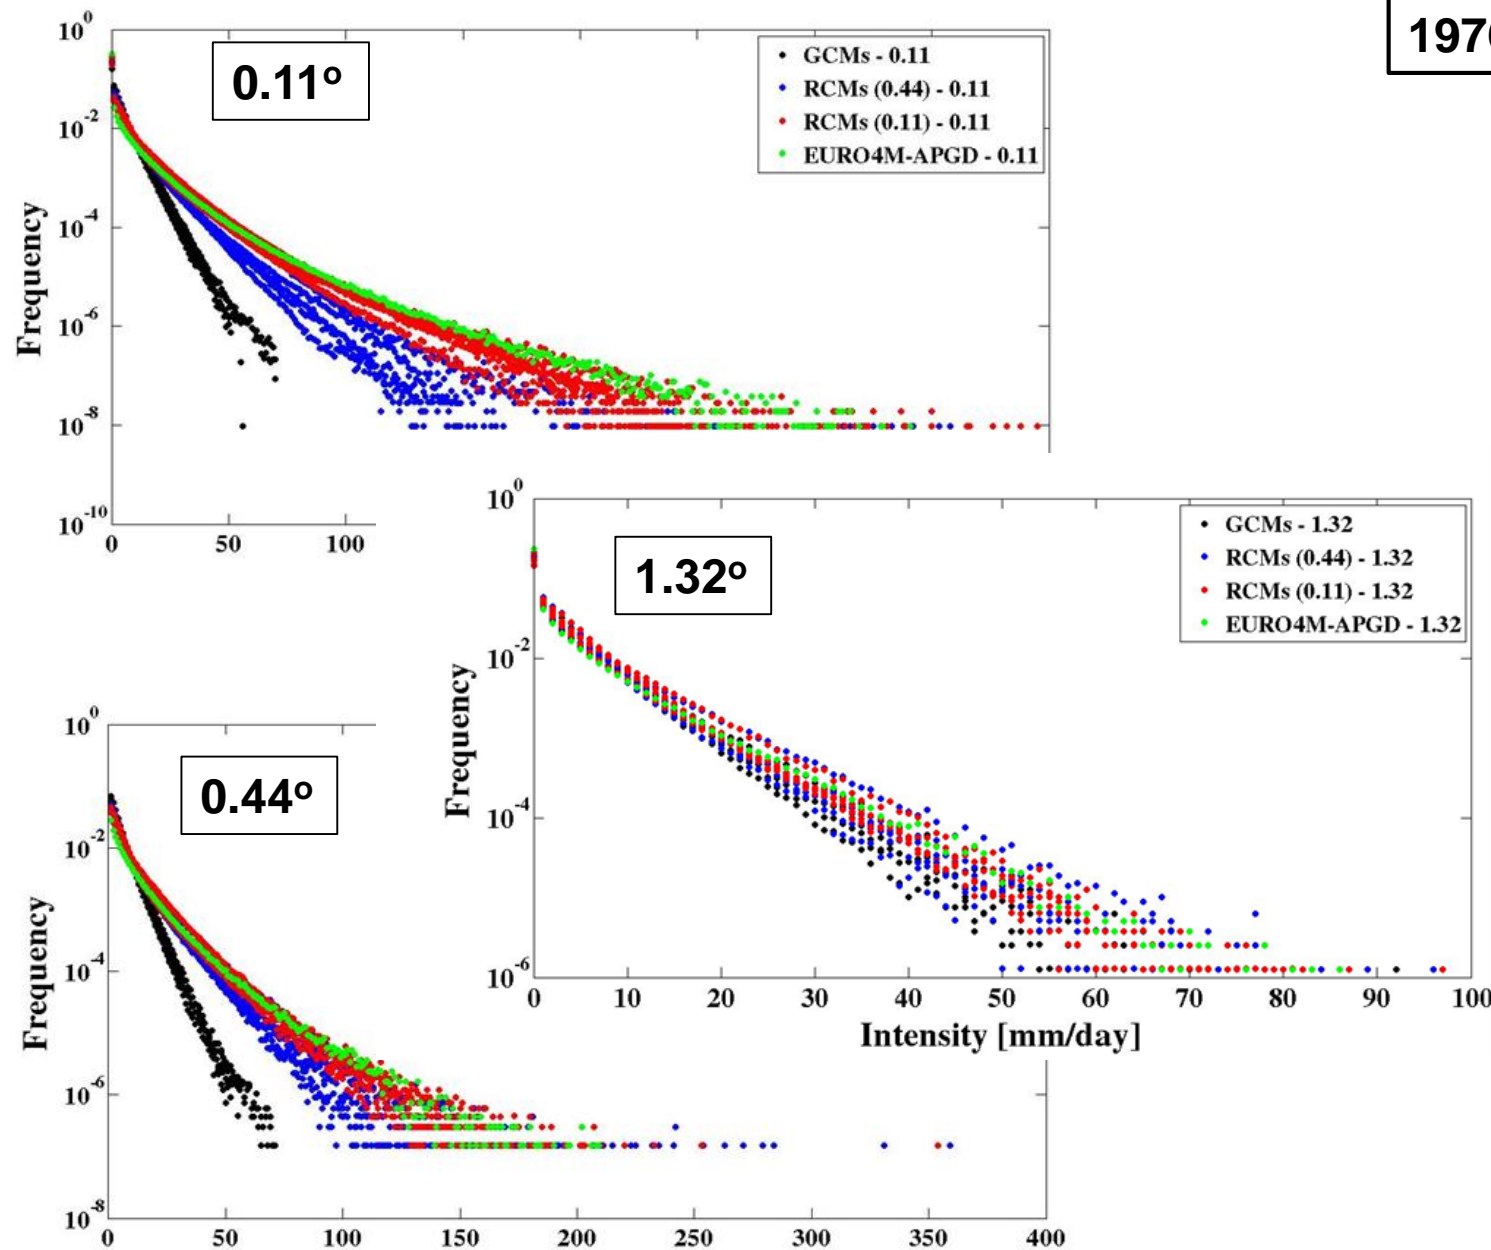 1976
0.11°
GCMs - 0.11
RCMs (0.44) - 0.11
RCMs (0.11) - 0.11
EURO4M-APGD - 0.11
Frequency
10^0
10^-2
10^-4
10^-6
10^-8
10^-10
0 50 100
1.32°
GCMs - 1.32
RCMs (0.44) - 1.32
RCMs (0.11) - 1.32
EURO4M-APGD - 1.32
Frequency
10^0
10^-2
10^-4
10^-6
0 10 20 30 40 50 60 70 80 90 100
Intensity [mm/day]
0.44°
Frequency
10^0
10^-2
10^-4
10^-6
10^-8
0 50 100 150 200 250 300 350 400